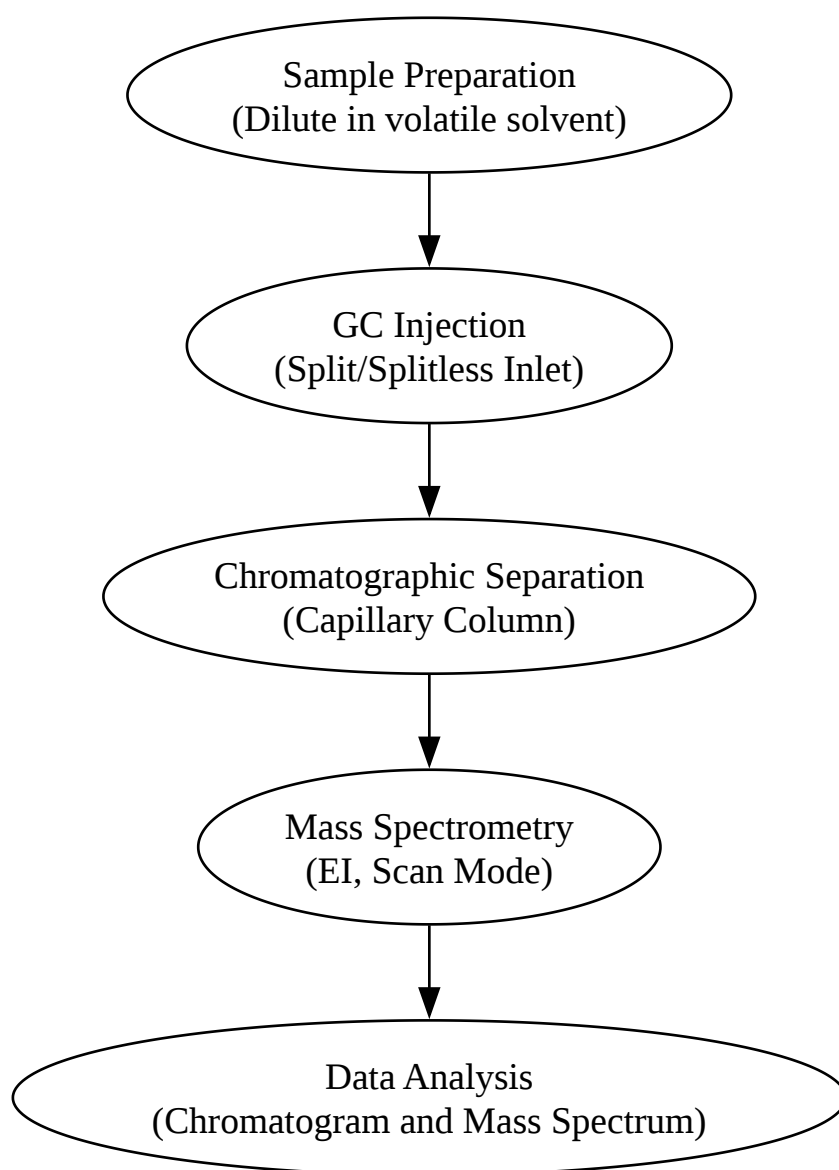 Sample Preparation
(Dilute in volatile solvent)
GC Injection
(Split/Splitless Inlet)
Chromatographic Separation
(Capillary Column)
Mass Spectrometry
(EI, Scan Mode)
Data Analysis
(Chromatogram and Mass Spectrum)